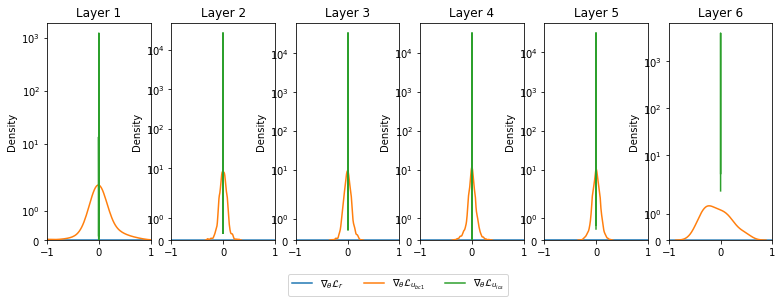 Layer 1 Layer 2 Layer 3 Layer 4 Layer 5 Layer 6
Density Density Density Density Density Density
10³ 10⁴ 10⁴ 10⁴ 10⁴ 10³
10² 10³ 10³ 10³ 10³ 10²
10¹ 10² 10² 10² 10² 10¹
10⁰ 10¹ 10¹ 10¹ 10¹ 10⁰
10⁰ 10⁰ 10⁰ 10⁰
0 0 0 0 0 0
−1 0 1 −1 0 1 −1 0 1 −1 0 1 −1 0 1 −1 0 1
∇θℒr ∇θℒu_bc1 ∇θℒu_ics